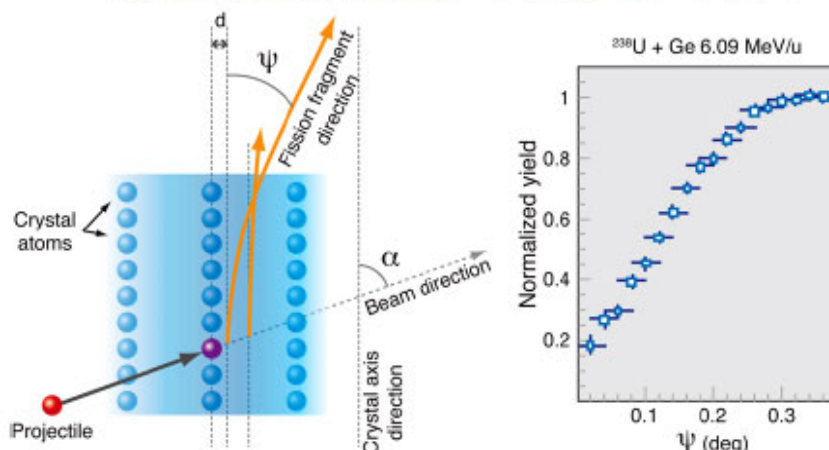 d
ψ
Fission fragment
direction
Crystal
atoms
α
Beam direction
Crystal axis
direction
Projectile
²³⁸U + Ge 6.09 MeV/u
Normalized yield
1
0.8
0.6
0.4
0.2
0.1
0.2
0.3
ψ (deg)